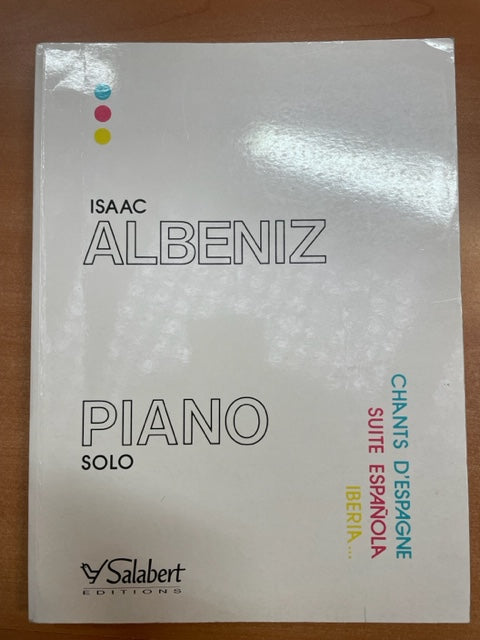 ISAAC
ALBENIZ
PIANO
SOLO
CHANTS D'ESPAGNE
SUITE ESPAÑOLA
IBERIA...
Salabert
EDITIONS